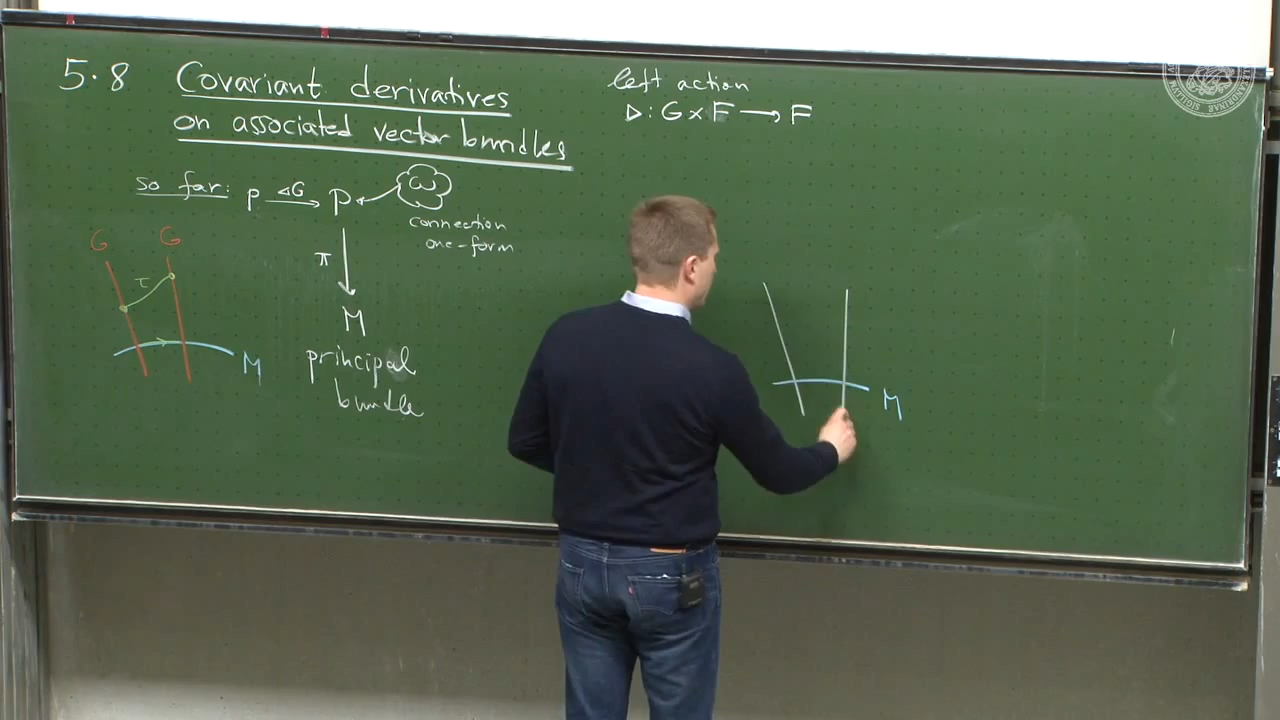 5.8 Covariant derivatives
on associated vector bundles
so far: P ◁G→ P ← ω
connection
one-form
π
M
principal
bundle
G G
τ
M
left action
▷: G × F → F
M